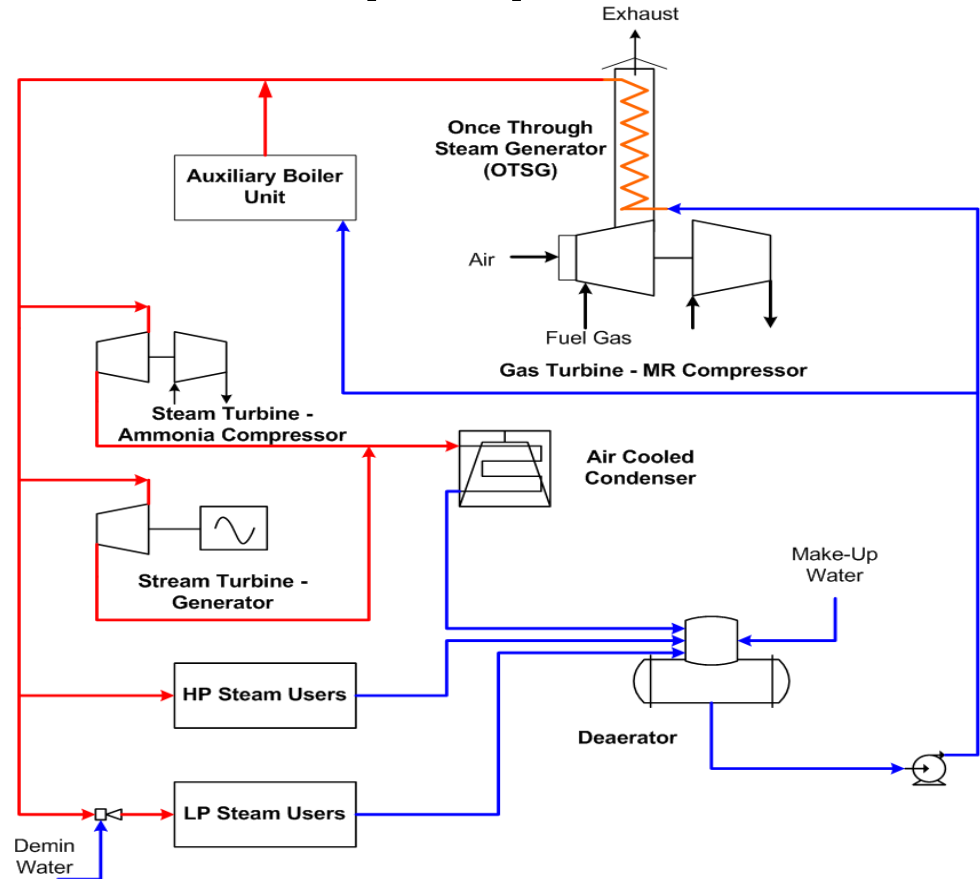 Exhaust
Once Through
Steam Generator
(OTSG)
Auxiliary Boiler
Unit
Air
Fuel Gas
Gas Turbine - MR Compressor
Steam Turbine -
Ammonia Compressor
Air Cooled
Condenser
Stream Turbine -
Generator
Make-Up
Water
HP Steam Users
Deaerator
LP Steam Users
Demin
Water